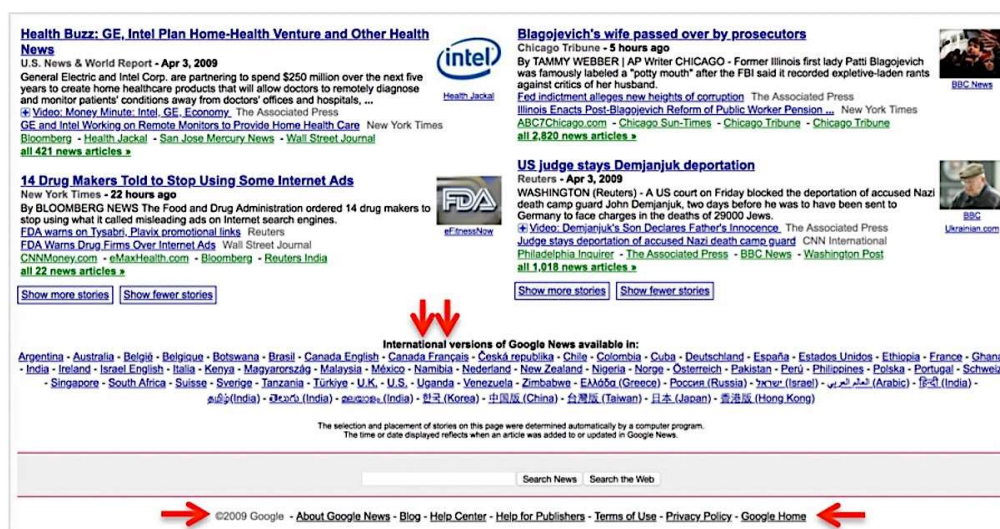 Health Buzz: GE, Intel Plan Home-Health Venture and Other Health
News
U.S. News & World Report - Apr 3, 2009
General Electric and Intel Corp. are partnering to spend $250 million over the next five
years to create home healthcare products that will allow doctors to remotely diagnose
and monitor patients' conditions away from doctors' offices and hospitals, ...
Video: Money Minute: Intel, GE, Economy The Associated Press
GE and Intel Working on Remote Monitors to Provide Home Health Care New York Times
Bloomberg - Health Jackal - San Jose Mercury News - Wall Street Journal
all 421 news articles »
intel
Health Jackal
14 Drug Makers Told to Stop Using Some Internet Ads
New York Times - 22 hours ago
By BLOOMBERG NEWS The Food and Drug Administration ordered 14 drug makers to
stop using what it called misleading ads on Internet search engines.
FDA warns on Tysabri, Plavix promotional links Reuters
FDA Warns Drug Firms Over Internet Ads Wall Street Journal
CNNMoney.com - eMaxHealth.com - Bloomberg - Reuters India
all 22 news articles »
FDA
eFitnessNow
Show more stories Show fewer stories
Blagojevich's wife passed over by prosecutors
Chicago Tribune - 5 hours ago
By TAMMY WEBBER | AP Writer CHICAGO - Former Illinois first lady Patti Blagojevich
was famously labeled a "potty mouth" after the FBI said it recorded expletive-laden rants
against critics of her husband.
Fed indictment alleges new heights of corruption The Associated Press
Illinois Enacts Post-Blagojevich Reform of Public Worker Pension ... New York Times
ABC7Chicago.com - Chicago Sun-Times - Chicago Tribune - Chicago Tribune
all 2,820 news articles »
BBC News
US judge stays Demjanjuk deportation
Reuters - Apr 3, 2009
WASHINGTON (Reuters) - A US court on Friday blocked the deportation of accused Nazi
death camp guard John Demjanjuk, two days before he was to have been sent to
Germany to face charges in the deaths of 29000 Jews.
Video: Demjanjuk's Son Declares Father's Innocence The Associated Press
Judge stays deportation of accused Nazi death camp guard CNN International
Philadelphia Inquirer - The Associated Press - BBC News - Washington Post
all 1,018 news articles »
BBC
Ukrainian.com
Show more stories Show fewer stories
International versions of Google News available in:
Argentina - Australia - België - Belgique - Botswana - Brasil - Canada English - Canada Français - Česká republika - Chile - Colombia - Cuba - Deutschland - España - Estados Unidos - Ethiopia - France - Ghana
- India - Ireland - Israel English - Italia - Kenya - Magyarország - Malaysia - México - Namibia - Nederland - New Zealand - Nigeria - Norge - Österreich - Pakistan - Perú - Philippines - Polska - Portugal - Schweiz
- Singapore - South Africa - Suisse - Sverige - Tanzania - Türkiye - U.K. - U.S. - Uganda - Venezuela - Zimbabwe - Ελλάδα (Greece) - Россия (Russia) - ישראל (Israel) - العالم العربي (Arabic) - हिन्दी (India) -
தமிழ்(India) - తెలుగు (India) - മലയാളം (India) - 한국 (Korea) - 中国版 (China) - 台灣版 (Taiwan) - 日本 (Japan) - 香港版 (Hong Kong)
The selection and placement of stories on this page were determined automatically by a computer program.
The time or date displayed reflects when an article was added to or updated in Google News.
Search News Search the Web
©2009 Google - About Google News - Blog - Help Center - Help for Publishers - Terms of Use - Privacy Policy - Google Home